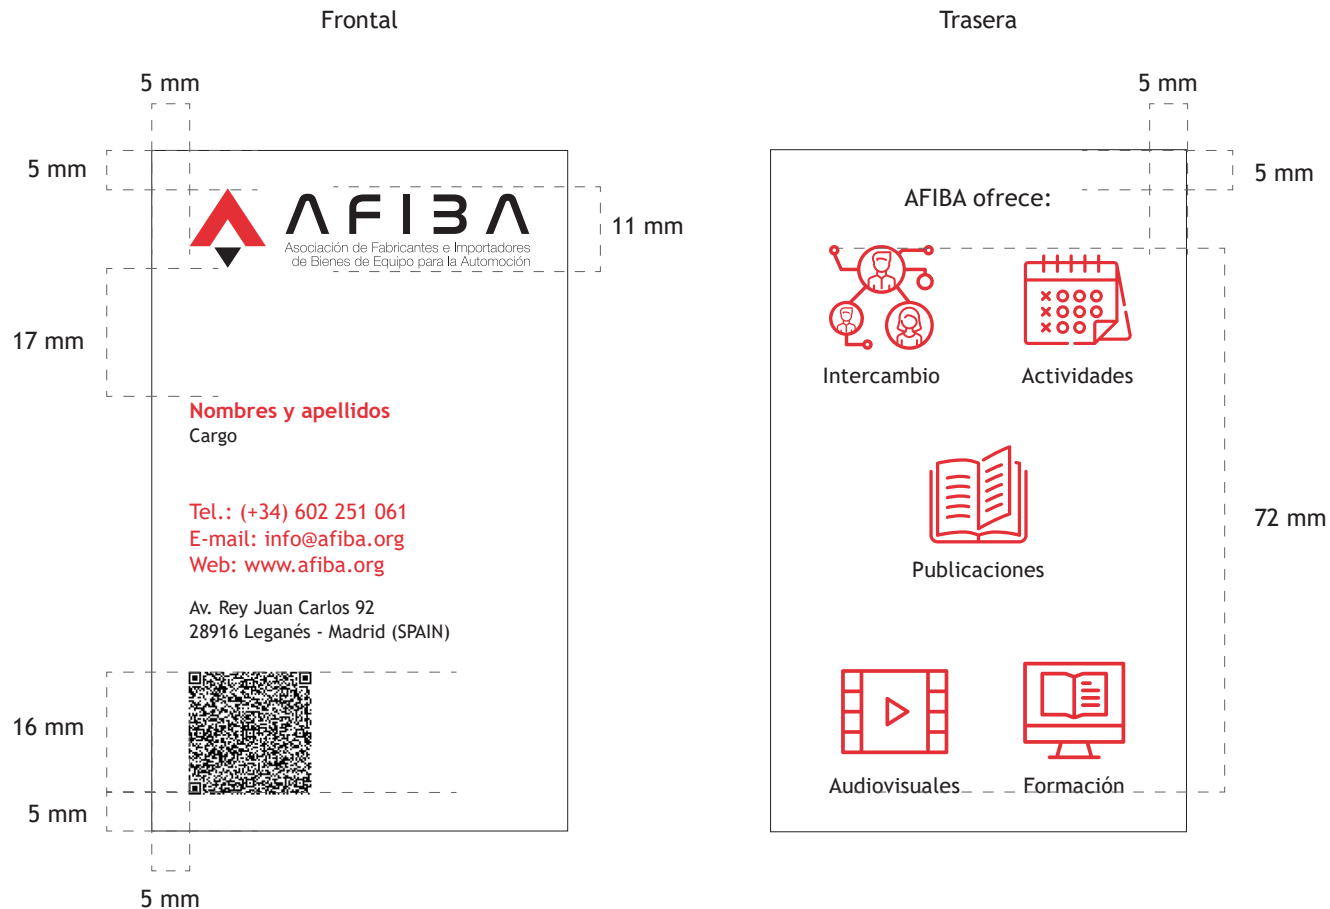 Frontal
Trasera
5 mm
5 mm
5 mm
5 mm
AFIBA
Asociación de Fabricantes e Importadores
de Bienes de Equipo para la Automoción
11 mm
17 mm
Nombres y apellidos
Cargo
Tel.: (+34) 602 251 061
E-mail: info@afiba.org
Web: www.afiba.org
Av. Rey Juan Carlos 92
28916 Leganés - Madrid (SPAIN)
16 mm
5 mm
5 mm
AFIBA ofrece:
Intercambio
Actividades
Publicaciones
72 mm
Audiovisuales
Formación